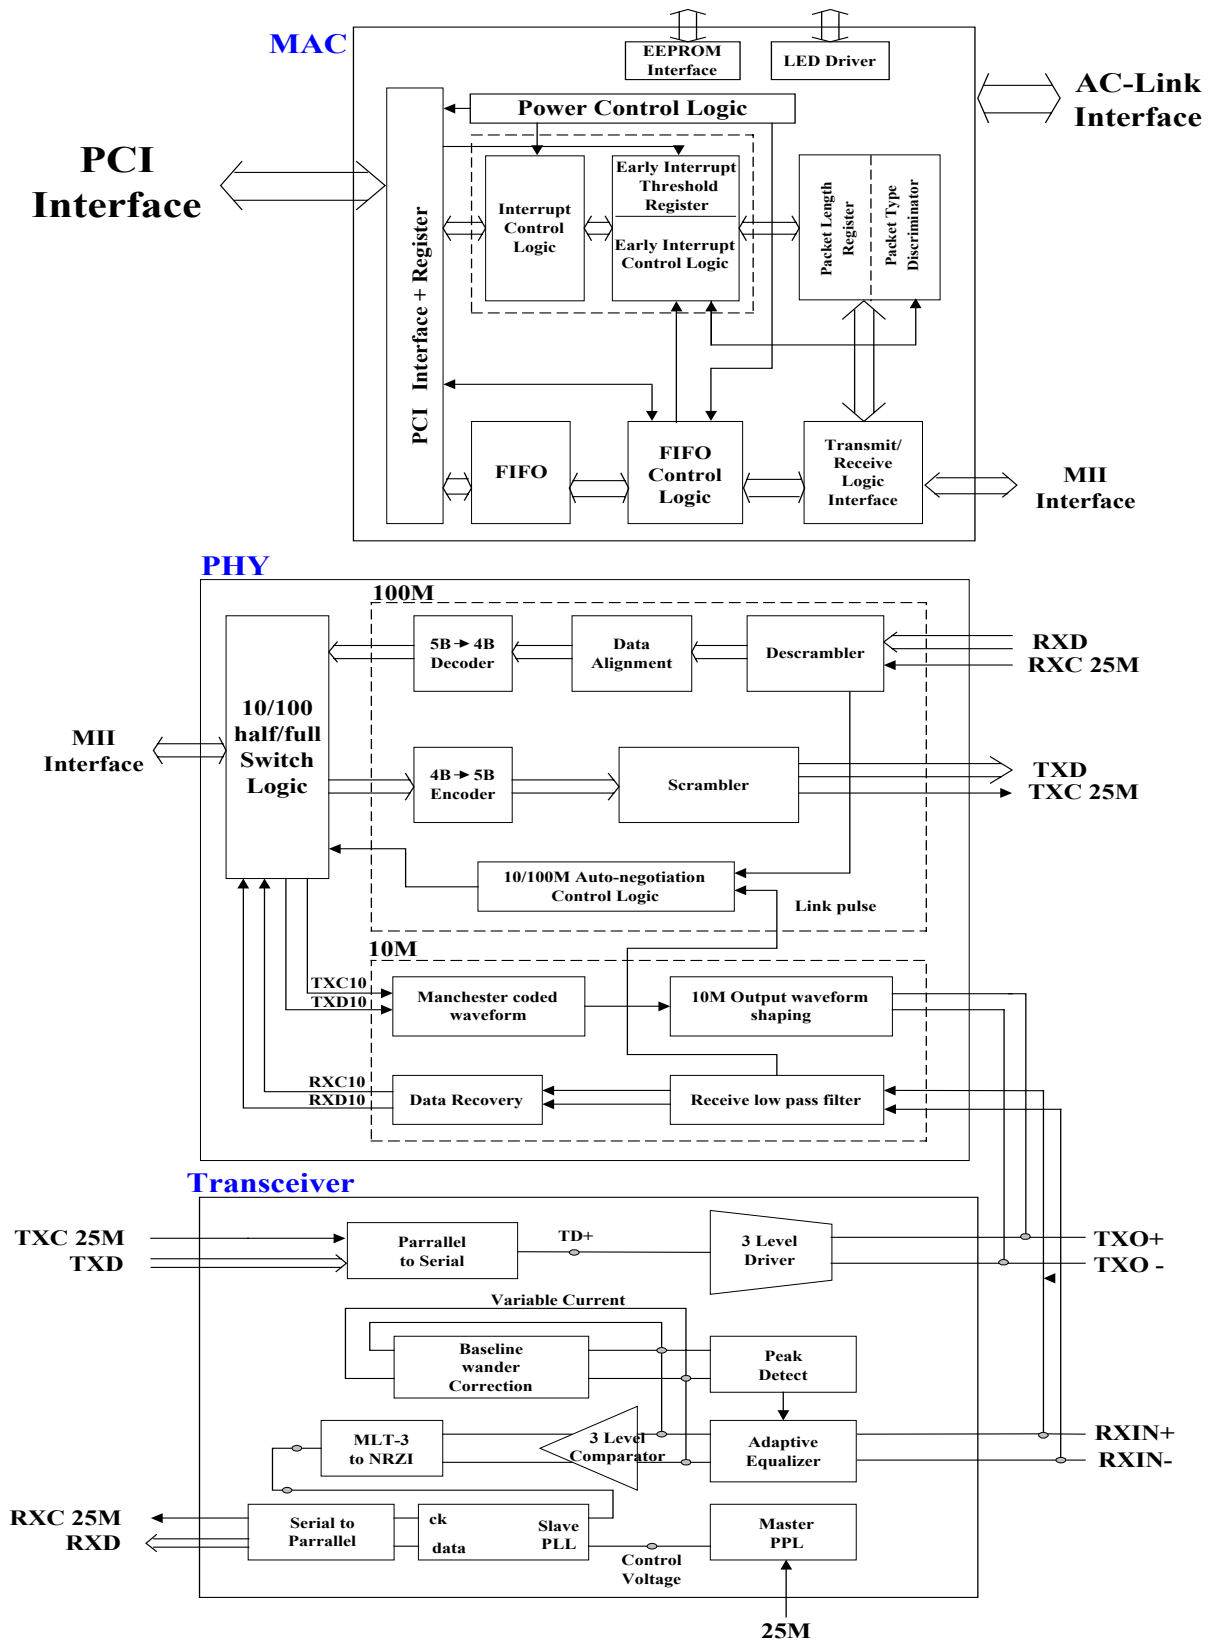 MAC
EEPROM
Interface
LED Driver
AC-Link
Interface
Power Control Logic
PCI
Interface
PCI Interface + Register
Interrupt
Control
Logic
Early Interrupt
Threshold
Register
Early Interrupt
Control Logic
Packet Length
Register
Packet Type
Discriminator
FIFO
FIFO
Control
Logic
Transmit/
Receive
Logic
Interface
MII
Interface
PHY
100M
5B → 4B
Decoder
Data
Alignment
Descrambler
RXD
RXC 25M
10/100
half/full
Switch
Logic
MII
Interface
4B → 5B
Encoder
Scrambler
TXD
TXC 25M
10/100M Auto-negotiation
Control Logic
Link pulse
10M
TXC10
TXD10
Manchester coded
waveform
10M Output waveform
shaping
RXC10
RXD10
Data Recovery
Receive low pass filter
Transceiver
TXC 25M
TXD
Parrallel
to Serial
TD+
3 Level
Driver
TXO+
TXO -
Variable Current
Baseline
wander
Correction
Peak
Detect
MLT-3
to NRZI
3 Level
Comparator
Adaptive
Equalizer
RXIN+
RXIN-
RXC 25M
RXD
Serial to
Parrallel
ck
data
Slave
PLL
Control
Voltage
Master
PPL
25M